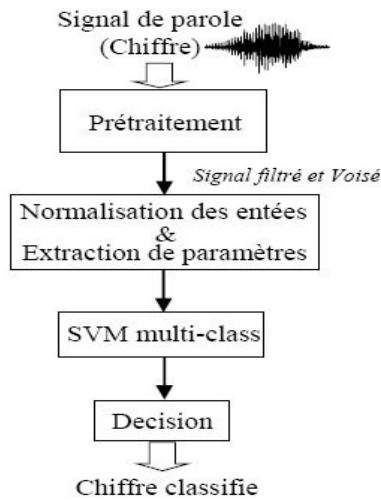 Signal de parole
(Chiffre)
Prétraitement
Signal filtré et Voisé
Normalisation des entées
&
Extraction de paramètres
SVM multi-class
Decision
Chiffre classifie